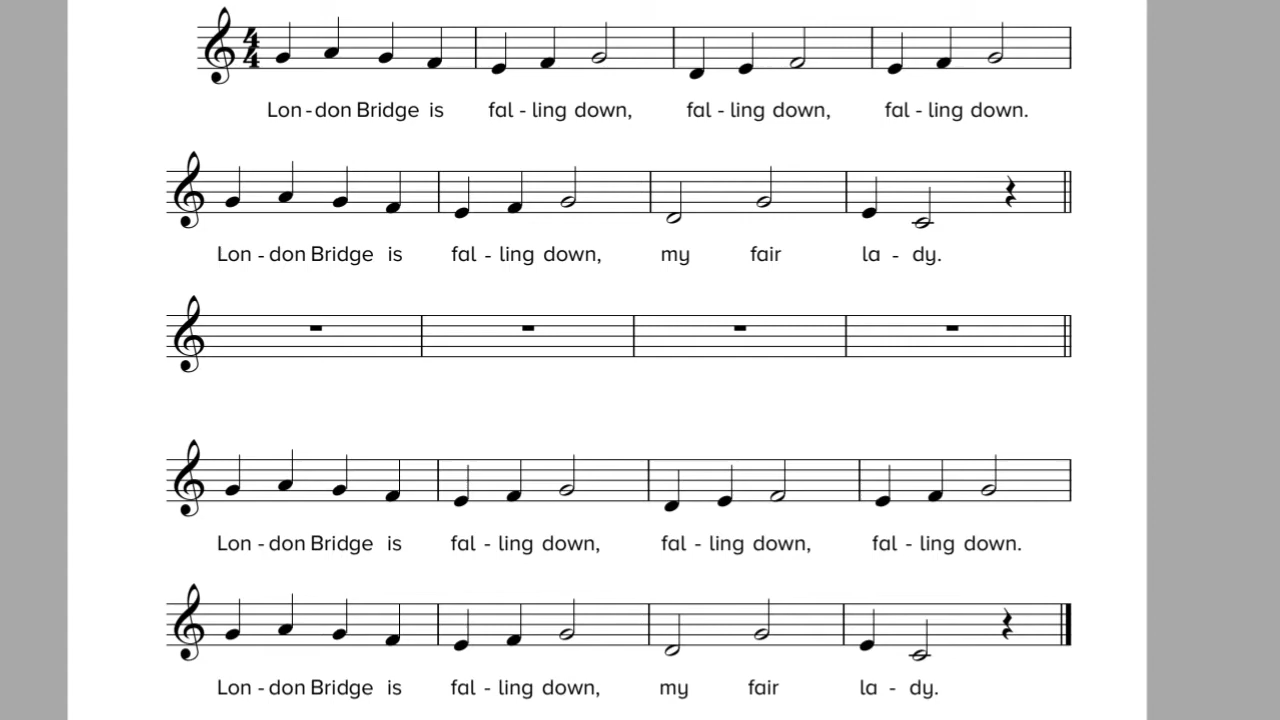 4
4
Lon - don Bridge is fal - ling down, fal - ling down, fal - ling down.
Lon - don Bridge is fal - ling down, my fair la - dy.
Lon - don Bridge is fal - ling down, fal - ling down, fal - ling down.
Lon - don Bridge is fal - ling down, my fair la - dy.